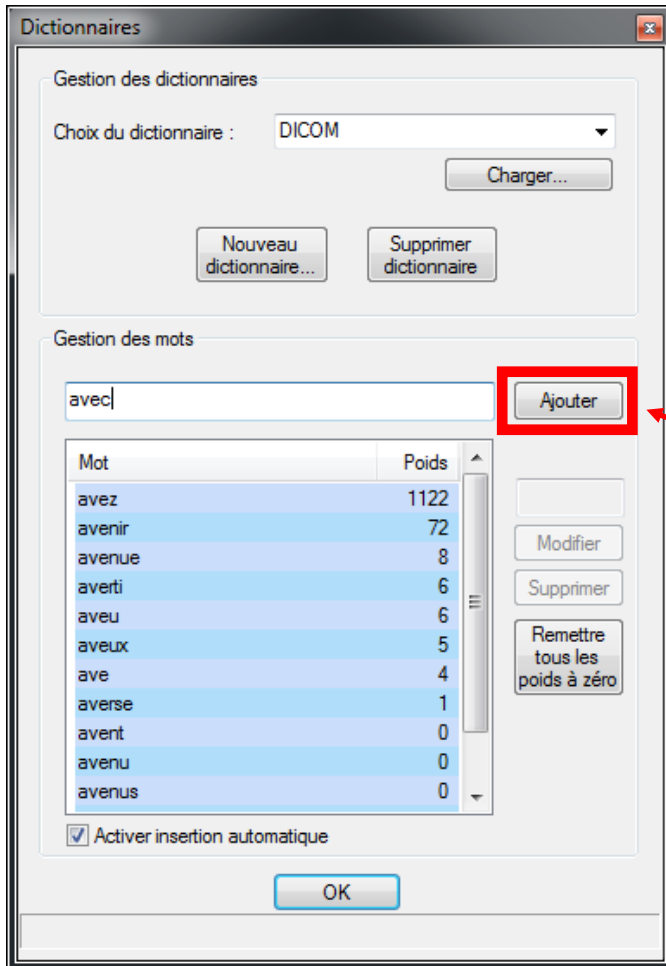 Dictionnaires
Gestion des dictionnaires
Choix du dictionnaire : DICOM
Charger...
Nouveau dictionnaire...
Supprimer dictionnaire
Gestion des mots
avec Ajouter
Mot Poids
avez 1122
avenir 72
avenue 8
averti 6
aveu 6
aveux 5
ave 4
averse 1
avent 0
avenu 0
avenus 0
Modifier
Supprimer
Remettre
tous les
poids à zéro
Activer insertion automatique
OK